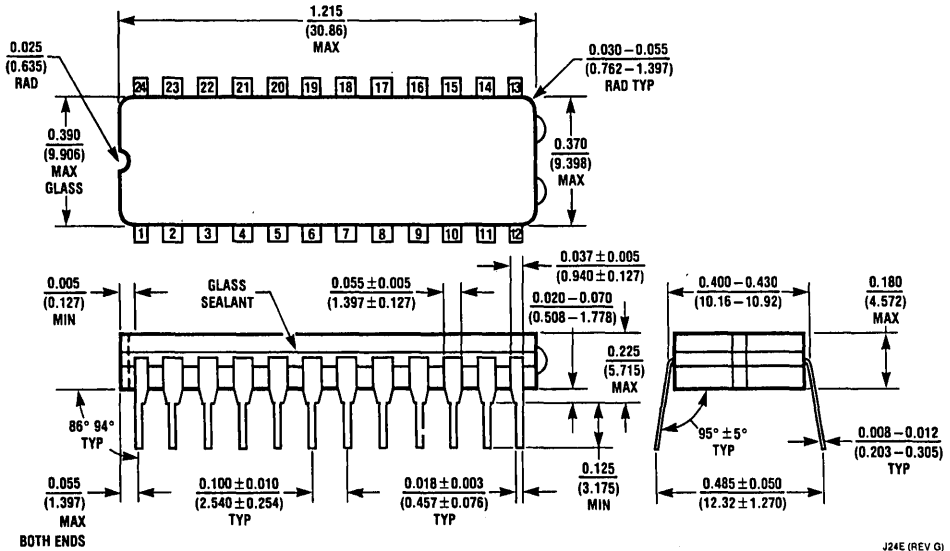 1.215
(30.86)
MAX
0.025
(0.635)
RAD
0.030–0.055
(0.762–1.397)
RAD TYP
24 23 22 21 20 19 18 17 16 15 14 13
0.390
(9.906)
MAX
GLASS
0.370
(9.398)
MAX
1 2 3 4 5 6 7 8 9 10 11 12
0.005
(0.127)
MIN
GLASS
SEALANT
0.055 ± 0.005
(1.397 ± 0.127)
0.037 ± 0.005
(0.940 ± 0.127)
0.020–0.070
(0.508–1.778)
0.225
(5.715)
MAX
0.400–0.430
(10.16–10.92)
0.180
(4.572)
MAX
86° 94°
TYP
95° ± 5°
TYP
0.008–0.012
(0.203–0.305)
TYP
0.055
(1.397)
MAX
BOTH ENDS
0.100 ± 0.010
(2.540 ± 0.254)
TYP
0.018 ± 0.003
(0.457 ± 0.076)
TYP
0.125
(3.175)
MIN
0.485 ± 0.050
(12.32 ± 1.270)
J24E (REV G)